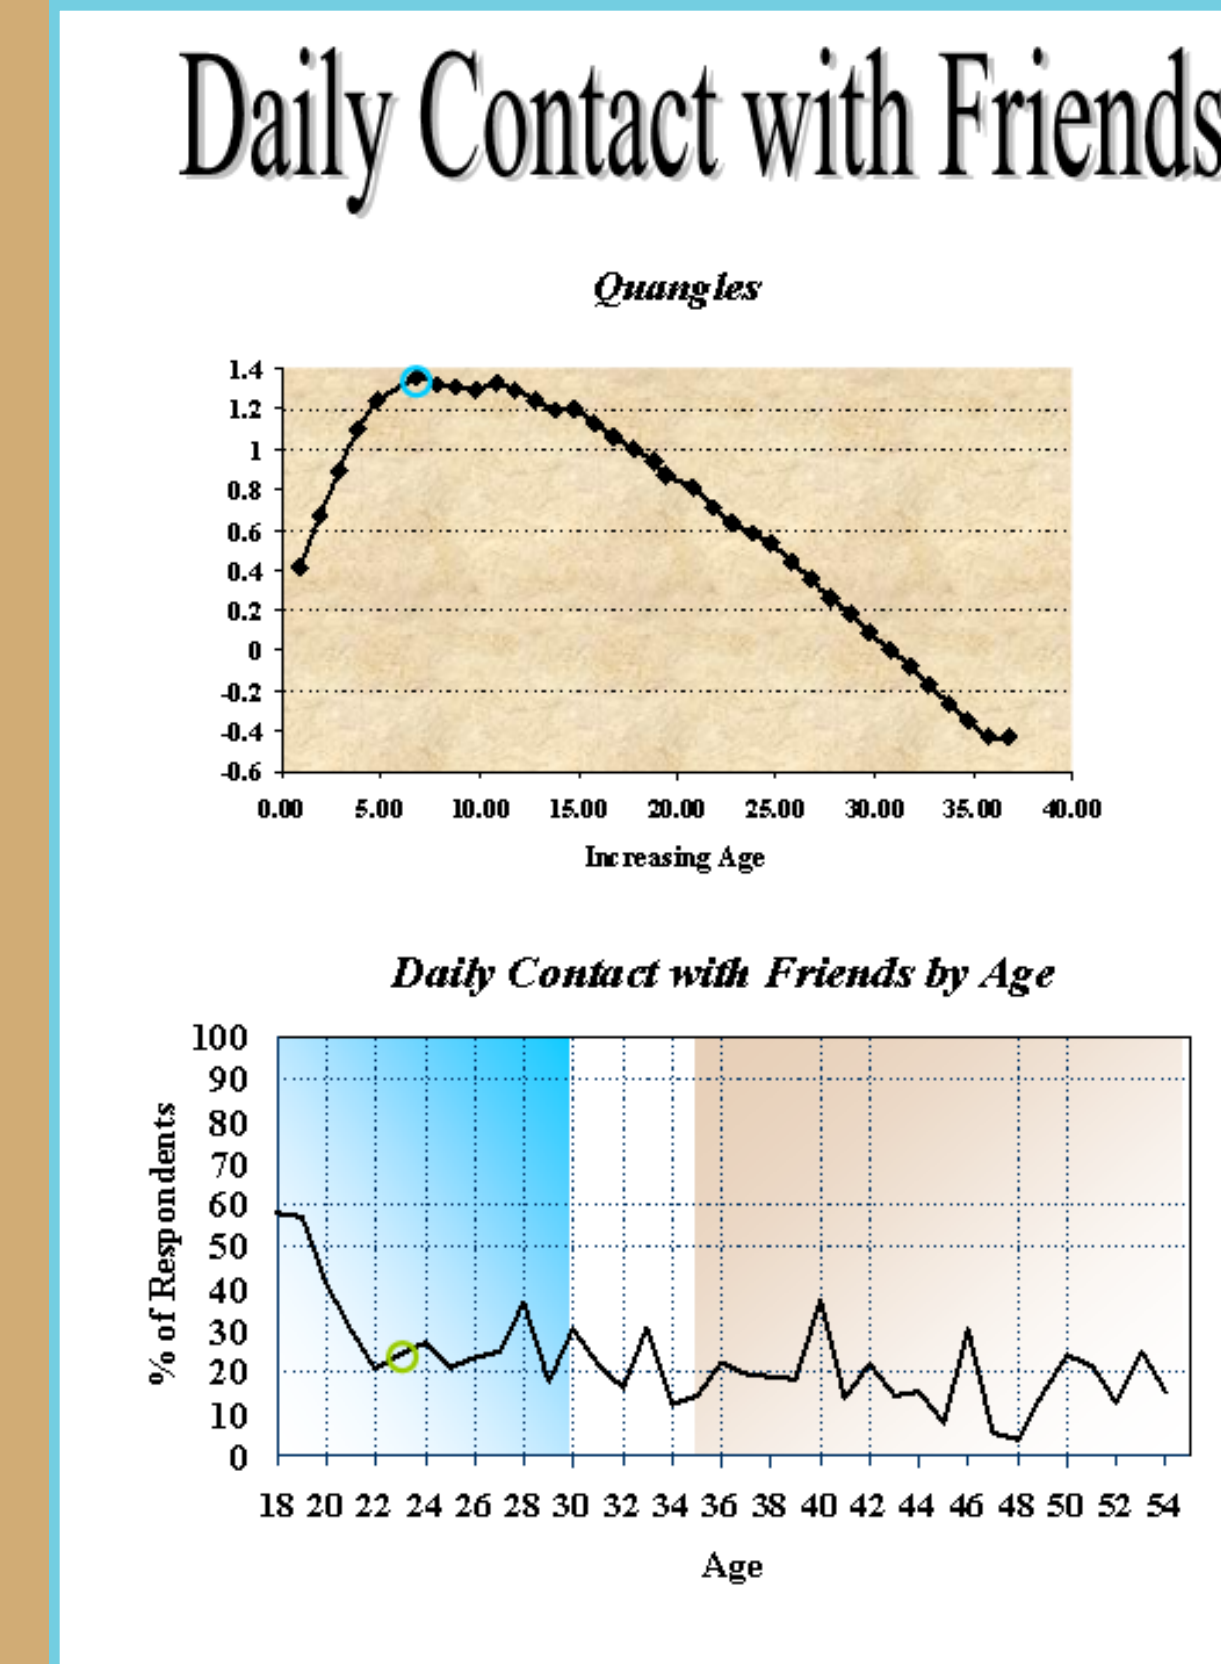 Daily Contact with Friends
Quangles
1.4
1.2
1
0.8
0.6
0.4
0.2
0
-0.2
-0.4
-0.6
0.00 5.00 10.00 15.00 20.00 25.00 30.00 35.00 40.00
Increasing Age
Daily Contact with Friends by Age
% of Respondents
100
90
80
70
60
50
40
30
20
10
0
18 20 22 24 26 28 30 32 34 36 38 40 42 44 46 48 50 52 54
Age